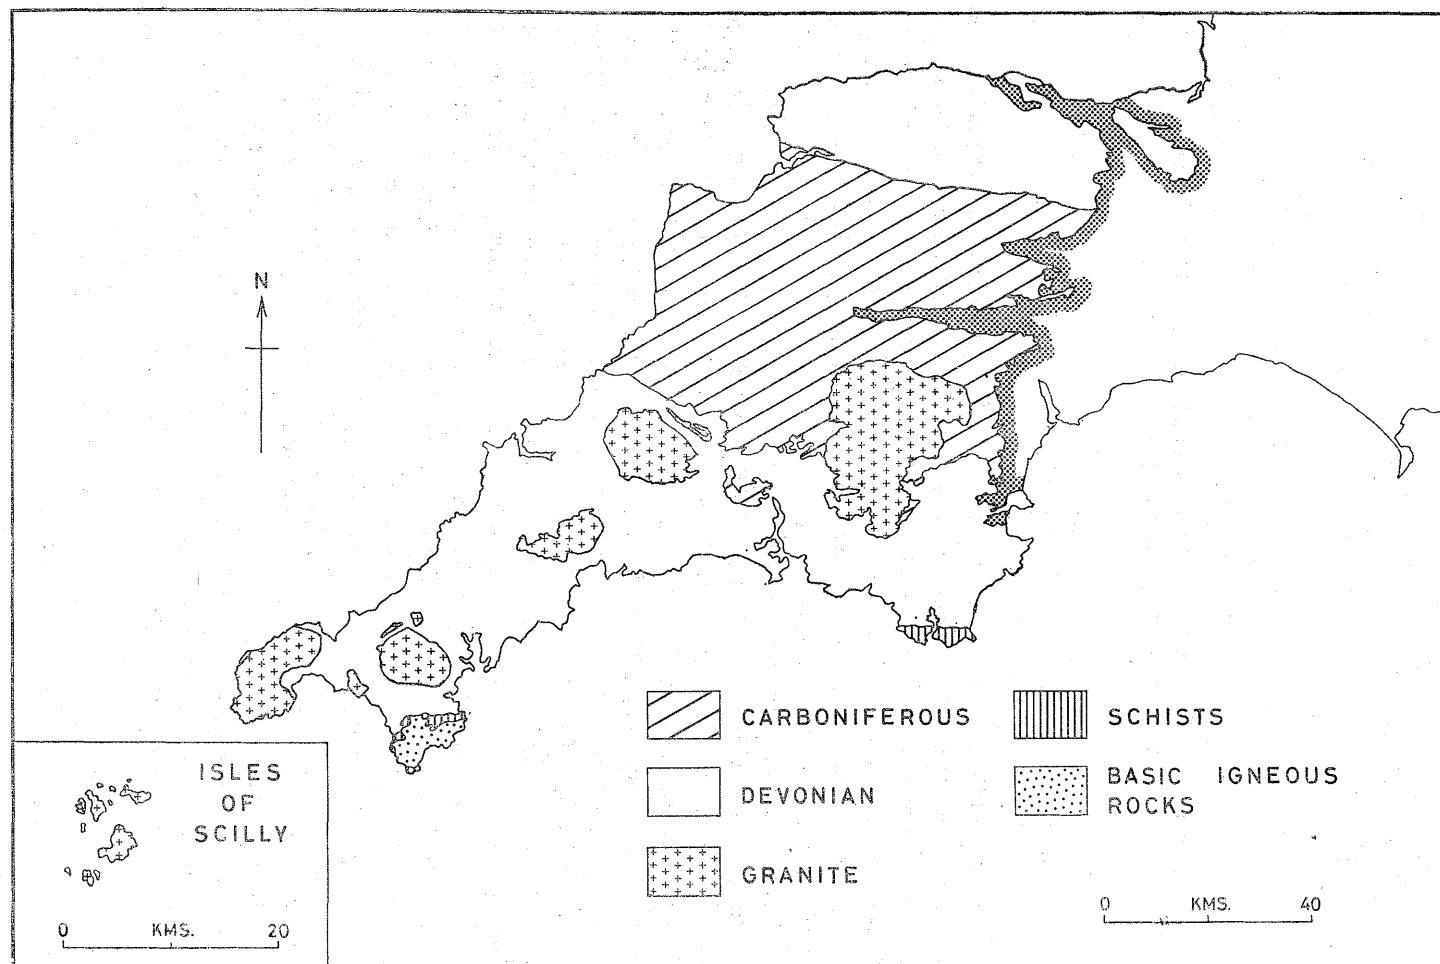 N
CARBONIFEROUS
DEVONIAN
GRANITE
SCHISTS
BASIC IGNEOUS
ROCKS
0 KMS. 40
ISLES
OF
SCILLY
0 KMS. 20